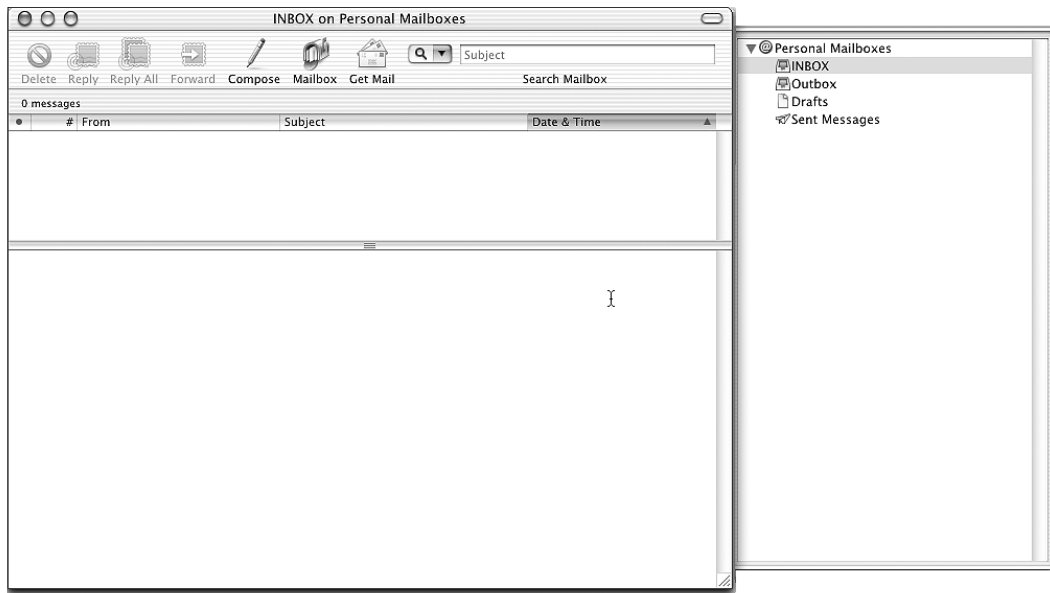 INBOX on Personal Mailboxes
Delete Reply Reply All Forward Compose Mailbox Get Mail Subject Search Mailbox
0 messages
# From Subject Date & Time
@Personal Mailboxes
INBOX
Outbox
Drafts
Sent Messages